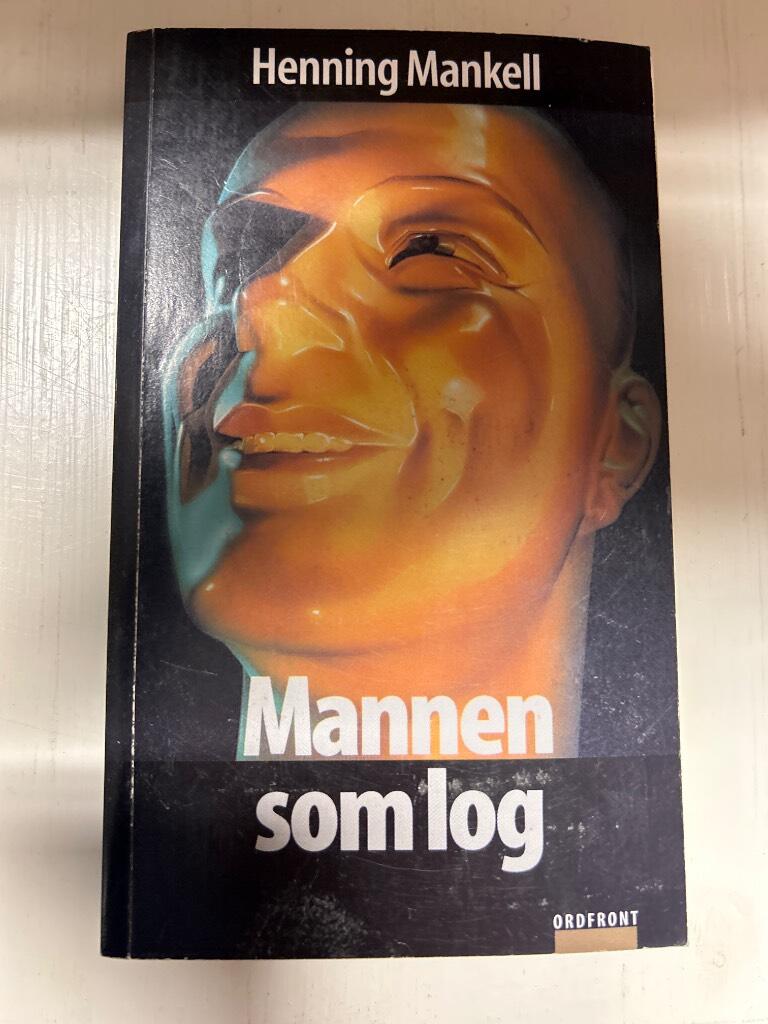 Henning Mankell
Mannen
som log
ORDFRONT